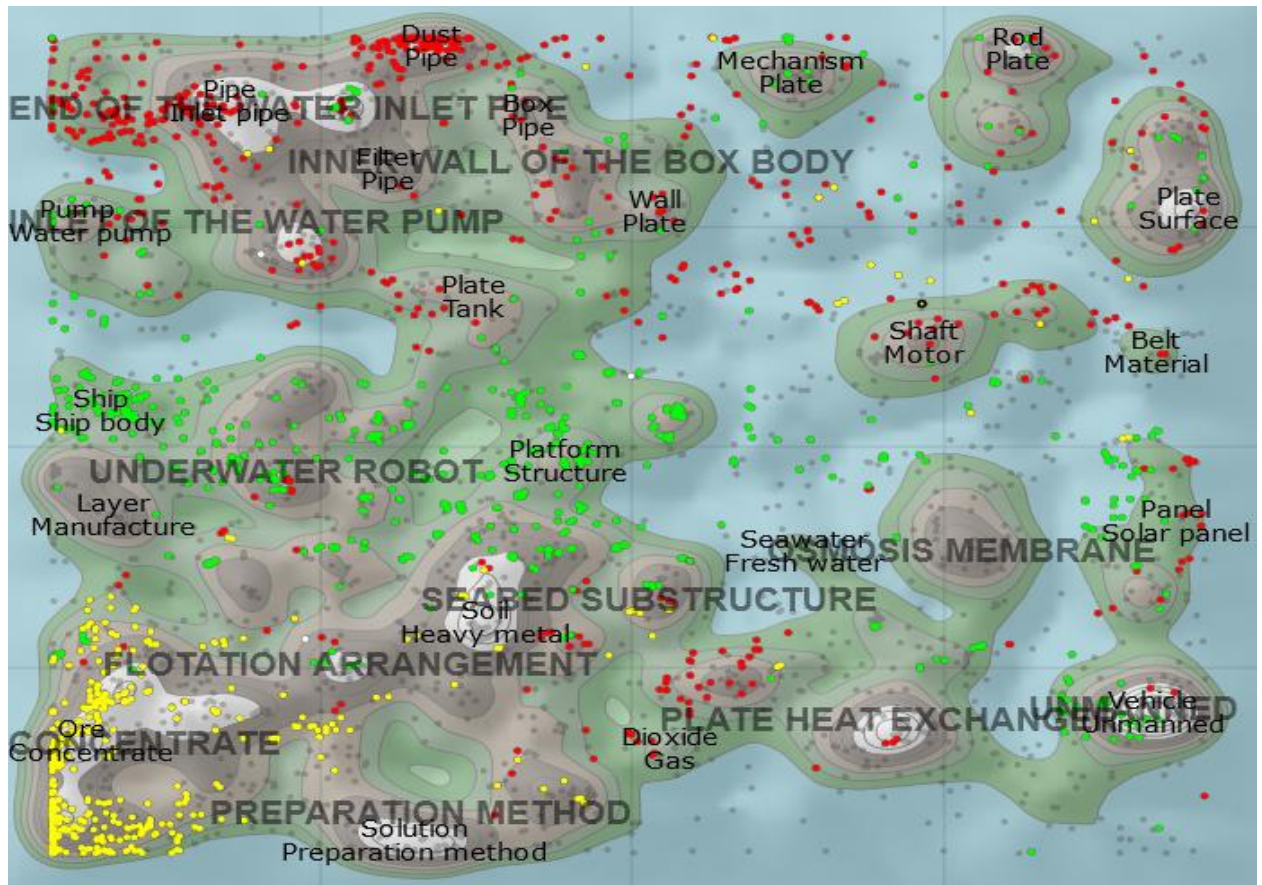 Dust
Pipe
Mechanism
Plate
Rod
Plate
Pipe
Inlet pipe
END OF THE WATER INLET PIPE
Box
Pipe
Filter
Pipe
INNER WALL OF THE BOX BODY
Pump
Water pump
INLET OF THE WATER PUMP
Wall
Plate
Plate
Surface
Plate
Tank
Shaft
Motor
Belt
Material
Ship
Ship body
UNDERWATER ROBOT
Platform
Structure
Layer
Manufacture
Seawater
Fresh water
OSMOSIS MEMBRANE
Panel
Solar panel
SEABED SUBSTRUCTURE
Soil
Heavy metal
FLOTATION ARRANGEMENT
Ore
Concentrate
CONCENTRATE
Dioxide
Gas
PLATE HEAT EXCHANGE
UNMANNED
Vehicle
Unmanned
PREPARATION METHOD
Solution
Preparation method